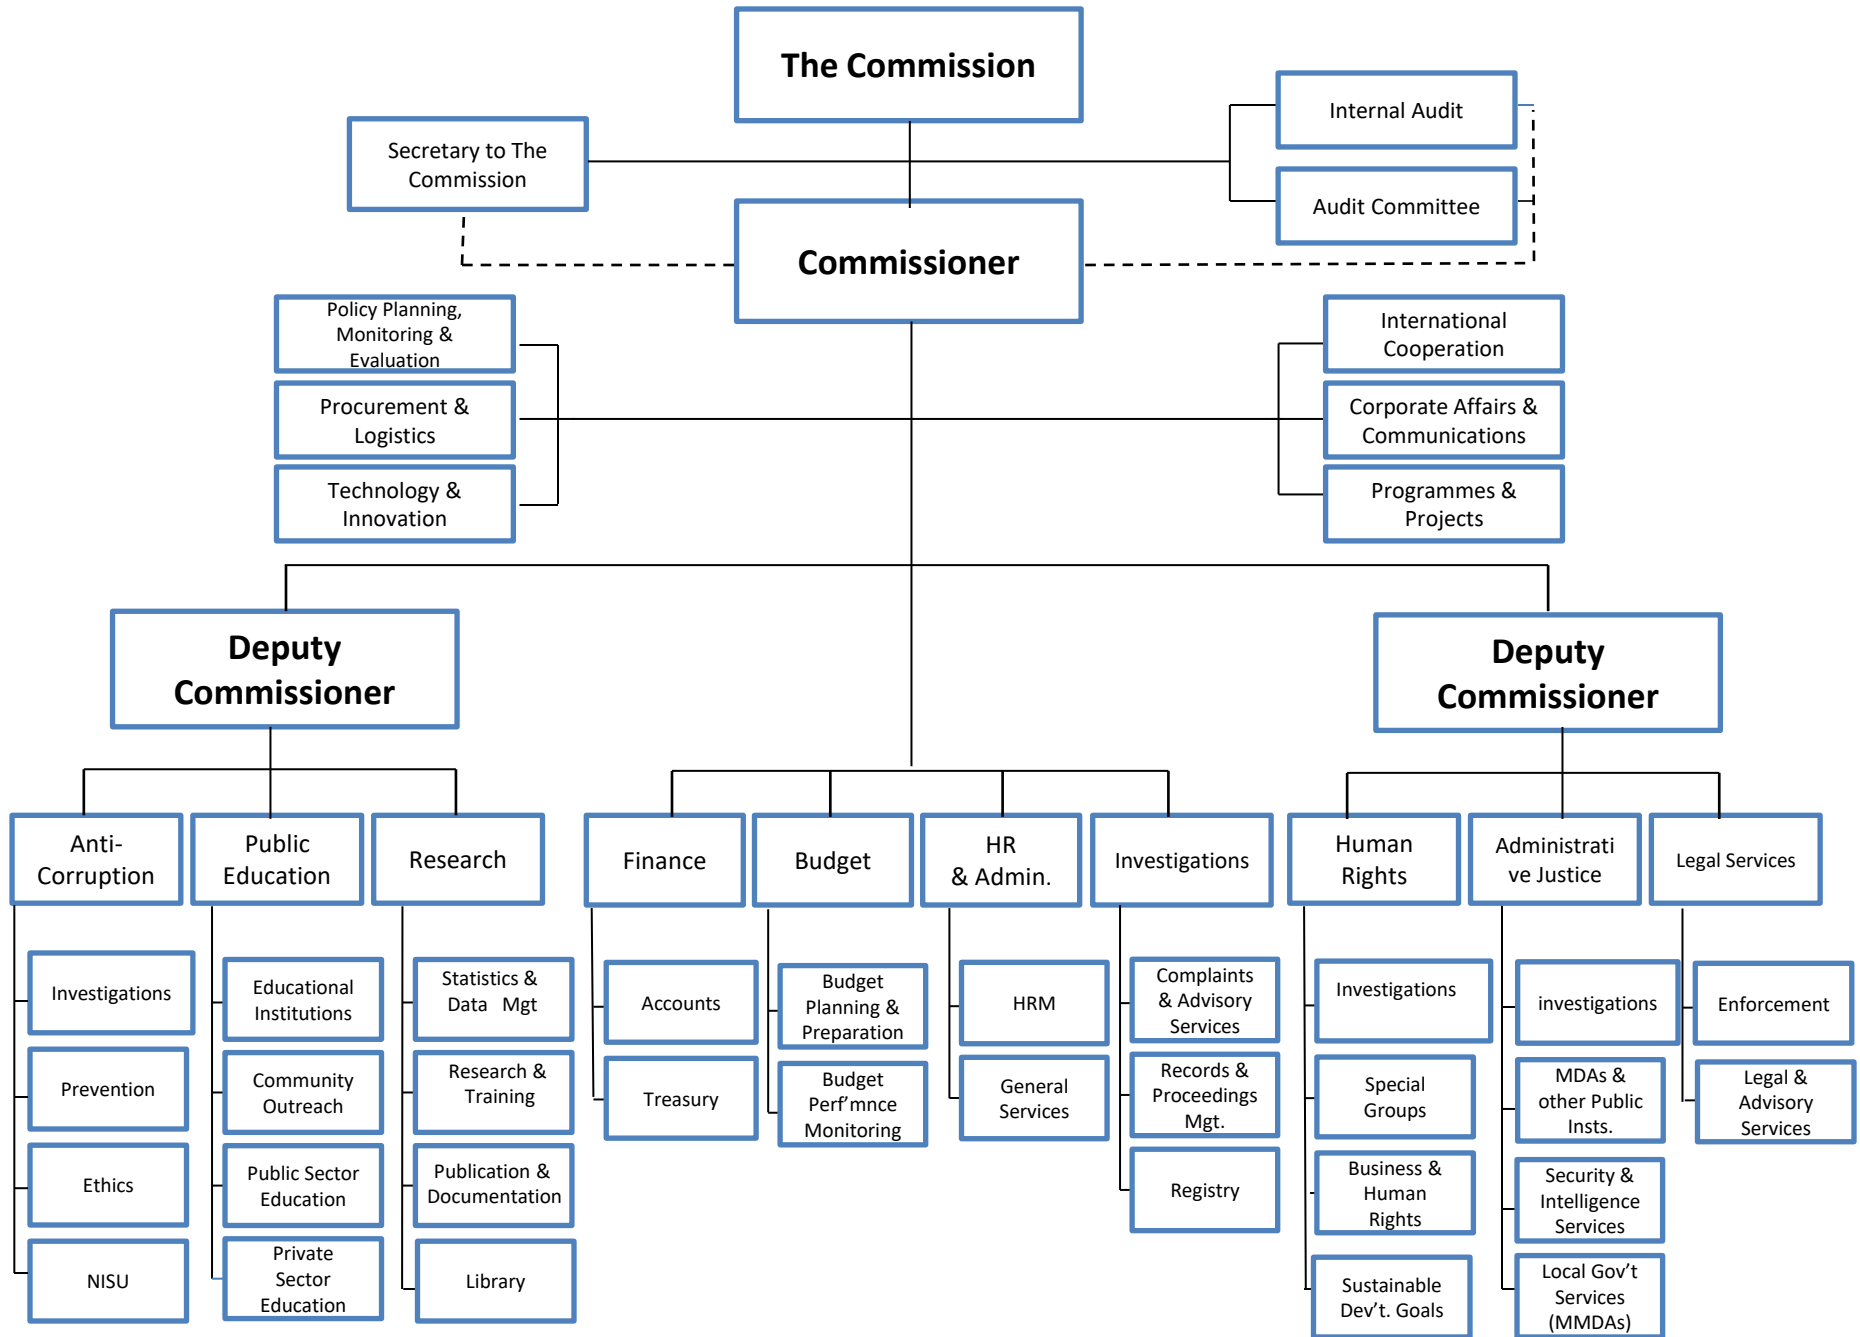 The Commission
Internal Audit
Secretary to The
Commission
Audit Committee
Commissioner
Policy Planning,
Monitoring &
Evaluation
International
Cooperation
Procurement &
Logistics
Corporate Affairs &
Communications
Technology &
Innovation
Programmes &
Projects
Deputy
Commissioner
Deputy
Commissioner
Anti-
Corruption
Public
Education
Research
Finance
Budget
HR
& Admin.
Investigations
Human
Rights
Administrati
ve Justice
Legal Services
Investigations
Prevention
Ethics
NISU
Educational
Institutions
Community
Outreach
Public Sector
Education
Private
Sector
Education
Statistics &
Data Mgt
Research &
Training
Publication &
Documentation
Library
Accounts
Treasury
Budget
Planning &
Preparation
Budget
Perf’mnce
Monitoring
HRM
General
Services
Complaints
& Advisory
Services
Records &
Proceedings
Mgt.
Registry
Investigations
Special
Groups
Business &
Human
Rights
Sustainable
Dev’t. Goals
investigations
MDAs &
other Public
Insts.
Security &
Intelligence
Services
Local Gov’t
Services
(MMDAs)
Enforcement
Legal &
Advisory
Services